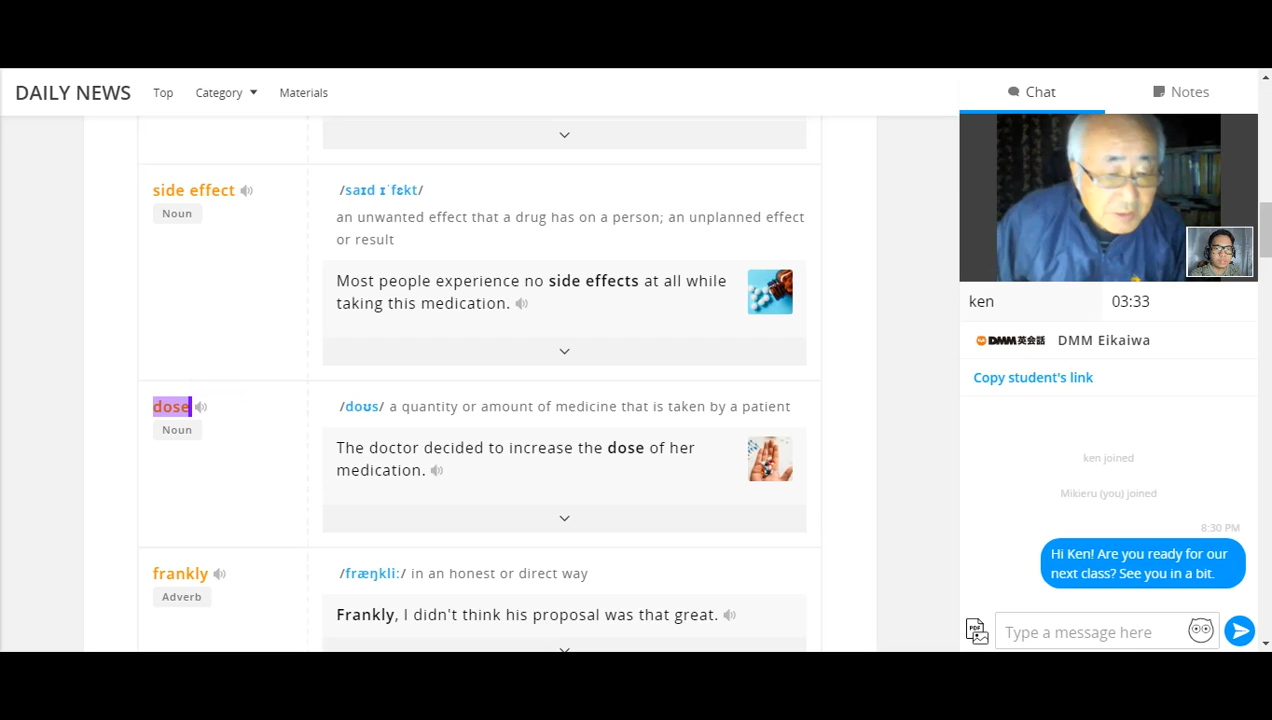 DAILY NEWS Top Category Materials
side effect
Noun
/saɪd ɪˈfɛkt/
an unwanted effect that a drug has on a person; an unplanned effect
or result
Most people experience no side effects at all while
taking this medication.
dose
Noun
/doʊs/ a quantity or amount of medicine that is taken by a patient
The doctor decided to increase the dose of her
medication.
frankly
Adverb
/fræŋkliː/ in an honest or direct way
Frankly, I didn't think his proposal was that great.
Chat Notes
ken 03:33
DMM英会話 DMM Eikaiwa
Copy student's link
ken joined
Mikieru (you) joined
8:30 PM
Hi Ken! Are you ready for our
next class? See you in a bit.
PDF
Type a message here